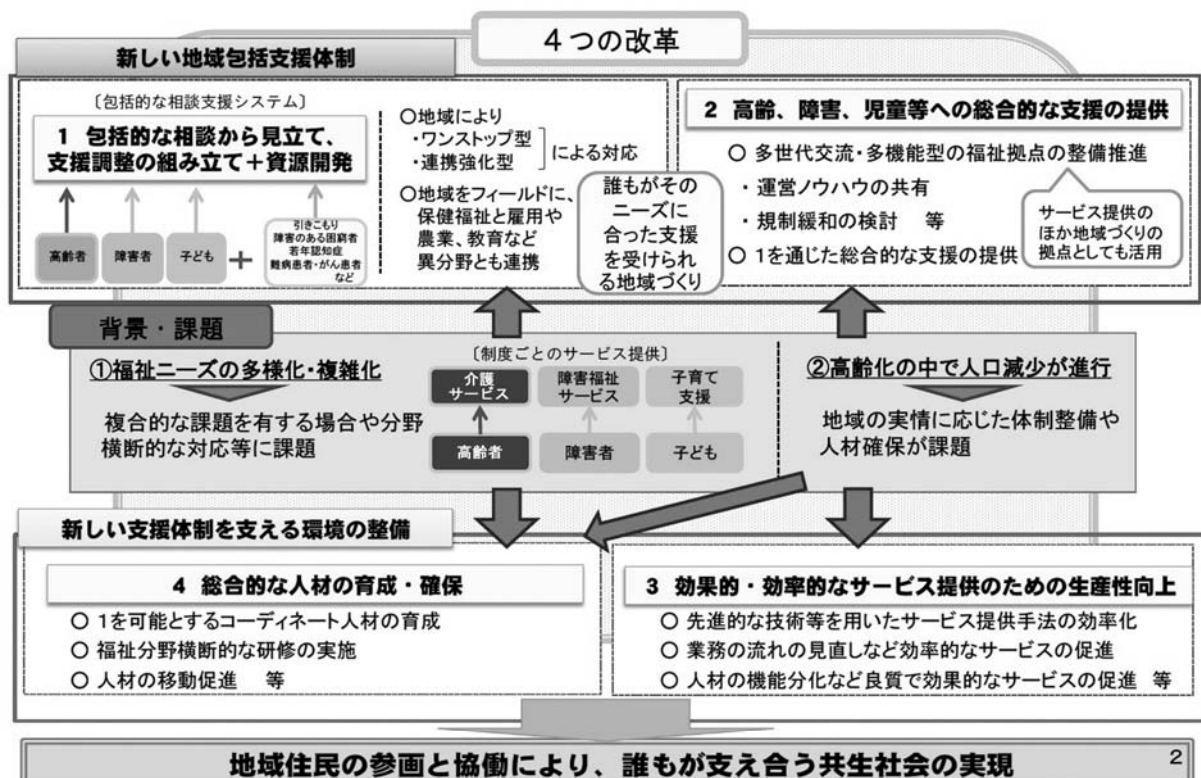 4つの改革
新しい地域包括支援体制
〔包括的な相談支援システム〕
1 包括的な相談から見立て、
支援調整の組み立て＋資源開発
高齢者
障害者
子ども
＋
引きこもり
障害のある困窮者
若年認知症
難病患者・がん患者
など
○地域により
・ワンストップ型
・連携強化型
による対応
○地域をフィールドに、
保健福祉と雇用や
農業、教育など
異分野とも連携
誰もがその
ニーズに
合った支援
を受けられ
る地域づくり
2 高齢、障害、児童等への総合的な支援の提供
○ 多世代交流・多機能型の福祉拠点の整備推進
・運営ノウハウの共有
・規制緩和の検討 等
○ 1を通じた総合的な支援の提供
サービス提供の
ほか地域づくりの
拠点としても活用
背景・課題
①福祉ニーズの多様化・複雑化
複合的な課題を有する場合や分野
横断的な対応等に課題
〔制度ごとのサービス提供〕
介護
サービス
障害福祉
サービス
子育て
支援
高齢者
障害者
子ども
②高齢化の中で人口減少が進行
地域の実情に応じた体制整備や
人材確保が課題
新しい支援体制を支える環境の整備
4 総合的な人材の育成・確保
○ 1を可能とするコーディネート人材の育成
○ 福祉分野横断的な研修の実施
○ 人材の移動促進 等
3 効果的・効率的なサービス提供のための生産性向上
○ 先進的な技術等を用いたサービス提供手法の効率化
○ 業務の流れの見直しなど効率的なサービスの促進
○ 人材の機能分化など良質で効果的なサービスの促進 等
地域住民の参画と協働により、誰もが支え合う共生社会の実現
2